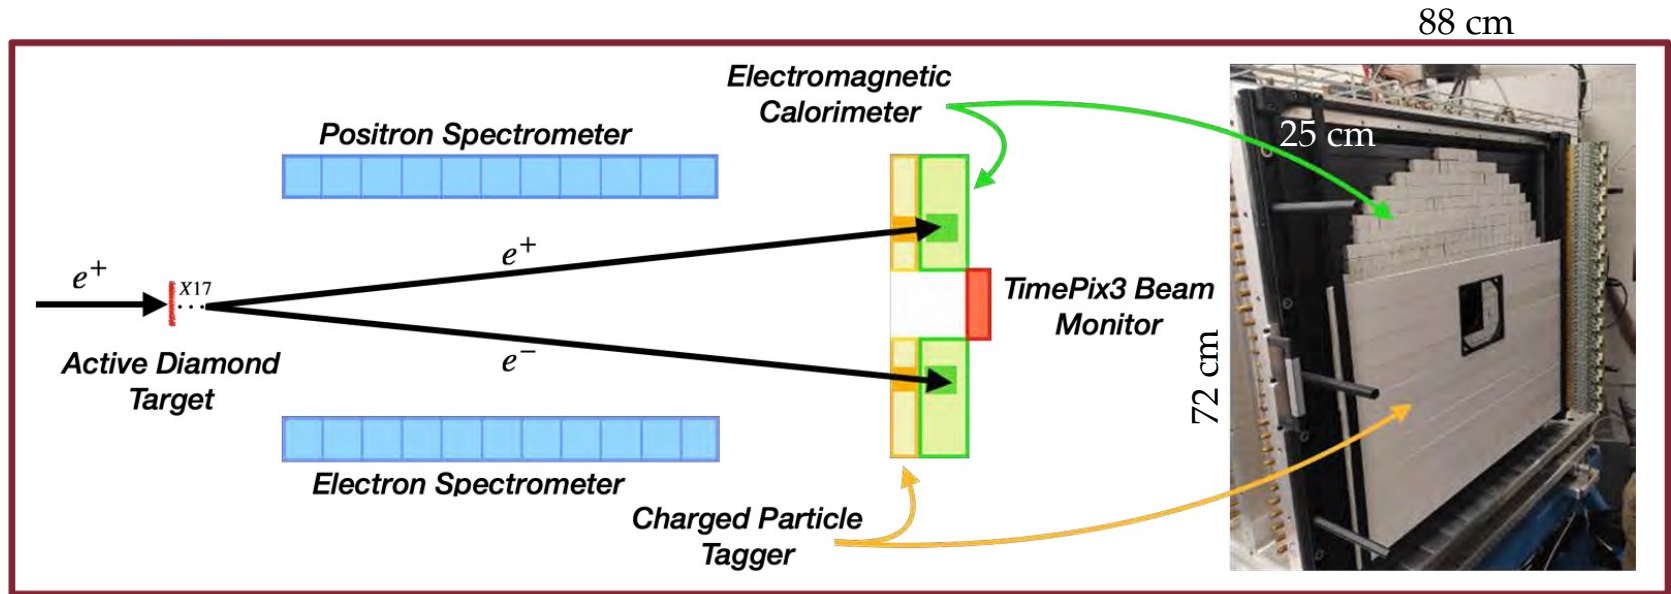 88 cm
Electromagnetic
Calorimeter
Positron Spectrometer
25 cm
e⁺
e⁺
X17
TimePix3 Beam
Monitor
Active Diamond
Target
e⁻
72 cm
Electron Spectrometer
Charged Particle
Tagger